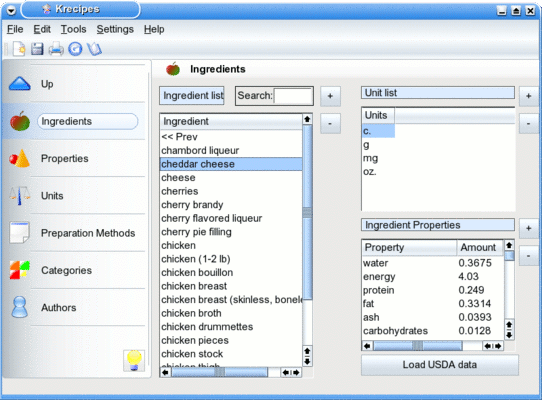 Krecipes
File Edit Tools Settings Help
Up
Ingredients
Properties
Units
Preparation Methods
Categories
Authors
Ingredients
Ingredient list Search: +
-
Ingredient
<< Prev
chambord liqueur
cheddar cheese
cheese
cherries
cherry brandy
cherry flavored liqueur
cherry pie filling
chicken
chicken (1-2 lb)
chicken bouillon
chicken breast
chicken breast (skinless, bonele
chicken broth
chicken drummettes
chicken pieces
chicken stock
chicken thigh
Unit list +
-
Units
c.
g
mg
oz.
Ingredient Properties +
-
Property Amount
water 0.3675
energy 4.03
protein 0.249
fat 0.3314
ash 0.0393
carbohydrates 0.0128
Load USDA data